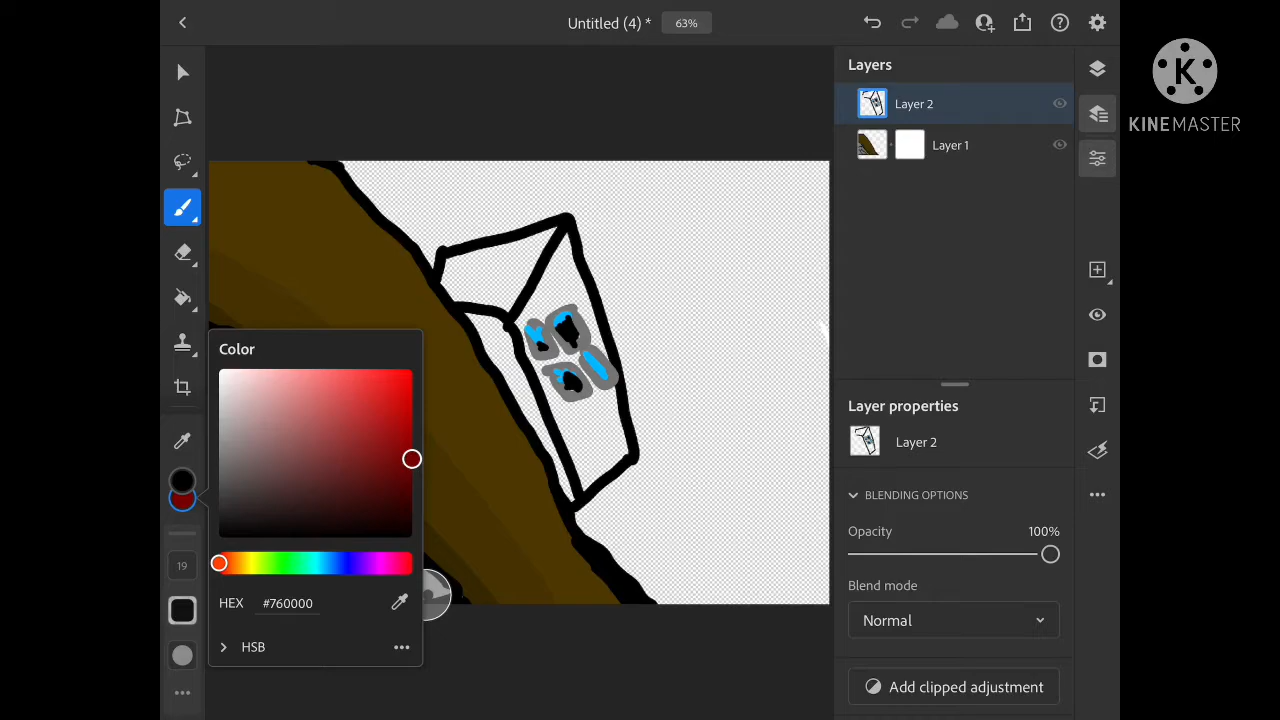 Untitled (4) *
63%
Layers
Layer 2
Layer 1
K
KINEMASTER
Color
HEX #760000
HSB
19
Layer properties
Layer 2
BLENDING OPTIONS
Opacity 100%
Blend mode
Normal
Add clipped adjustment